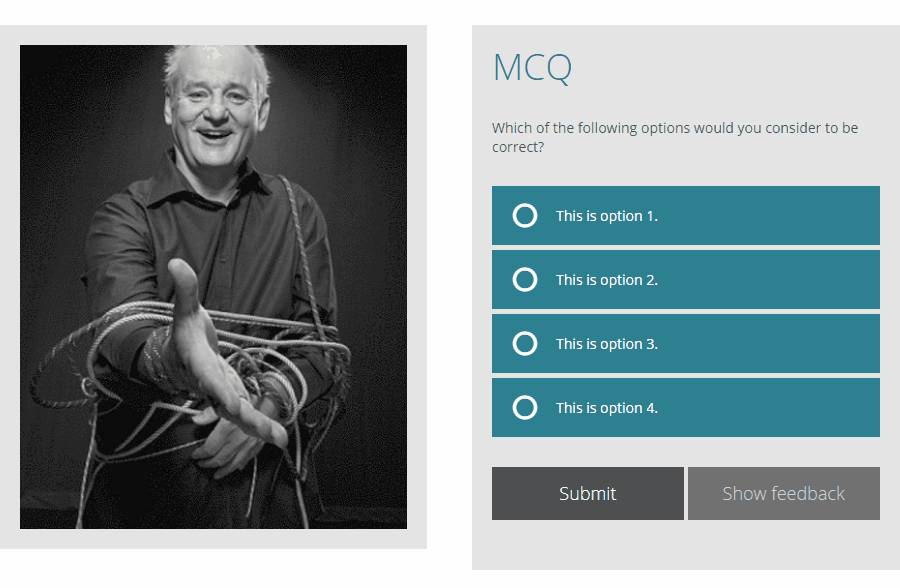 MCQ
Which of the following options would you consider to be
correct?
This is option 1.
This is option 2.
This is option 3.
This is option 4.
Submit
Show feedback